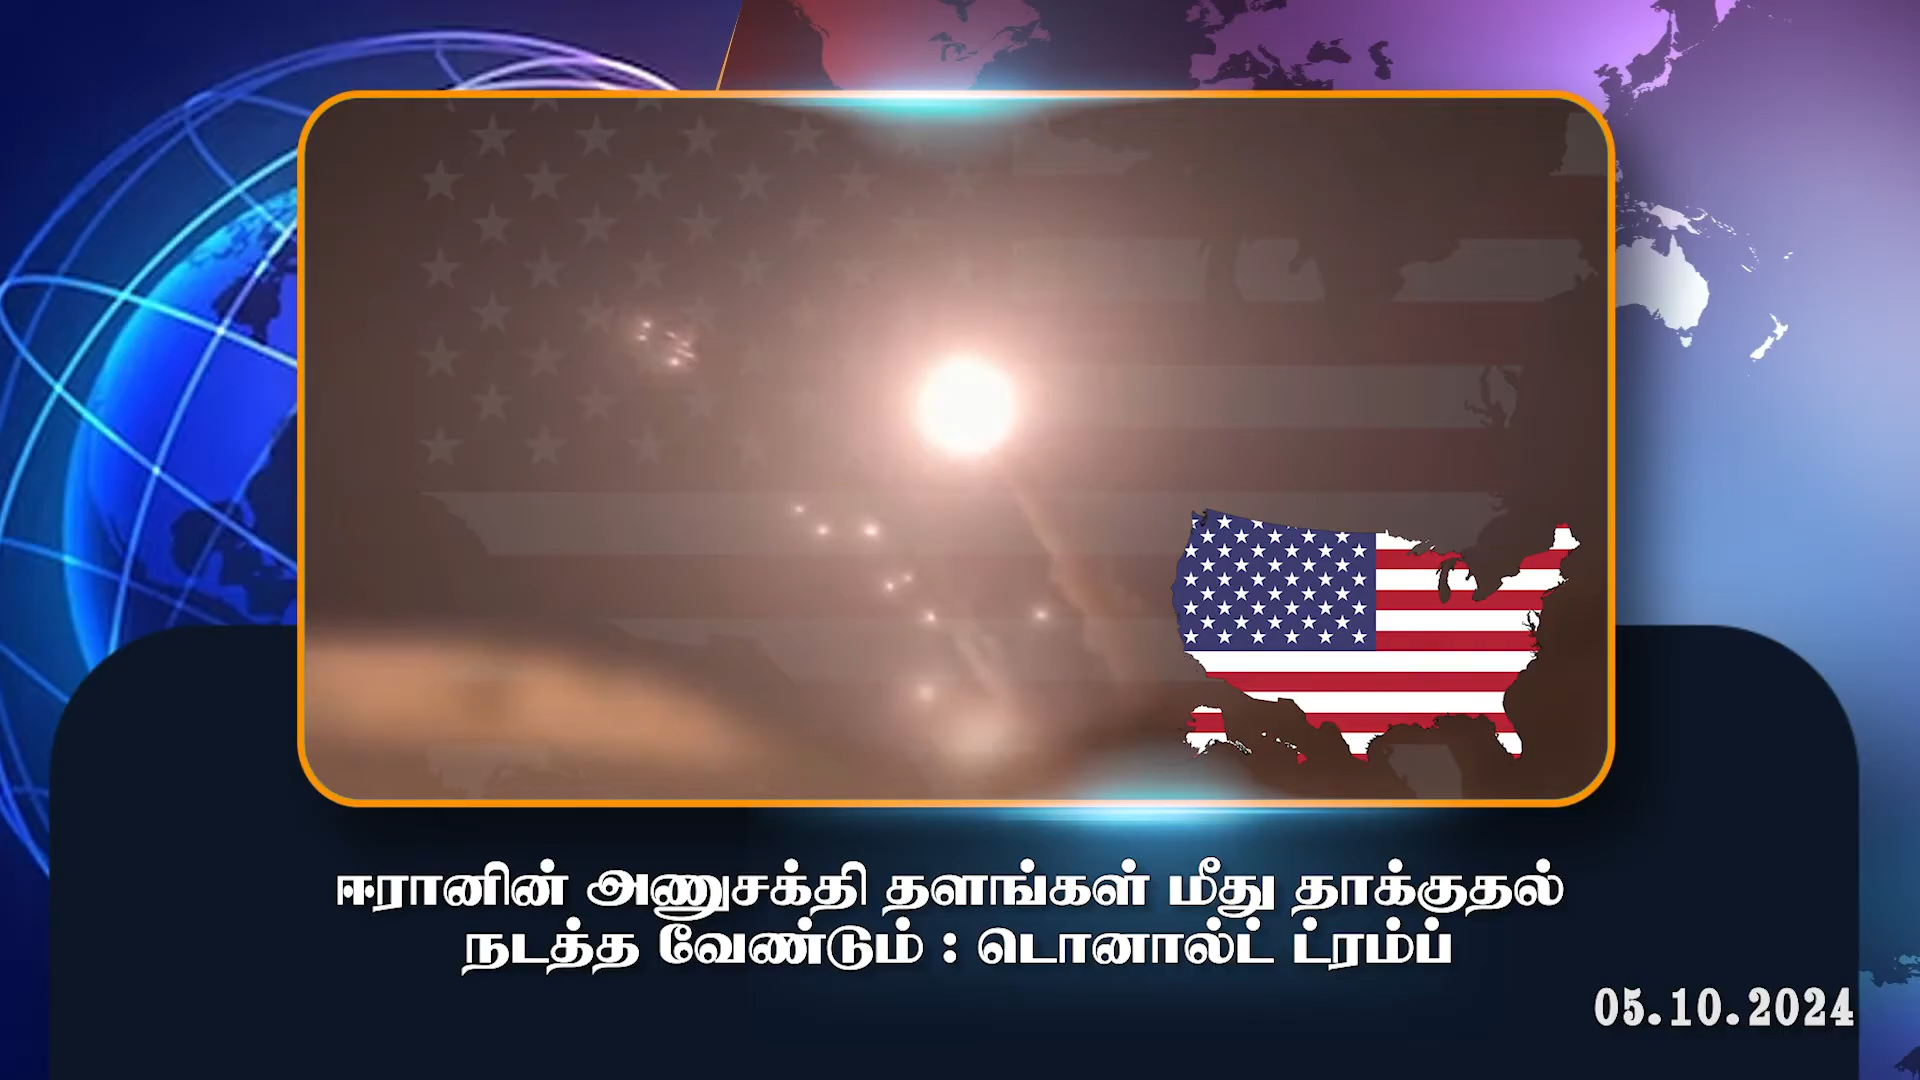 ஈரானின் அணுசக்தி தளங்கள் மீது தாக்குதல்
நடத்த வேண்டும் : டொனால்ட் ட்ரம்ப்
05.10.2024